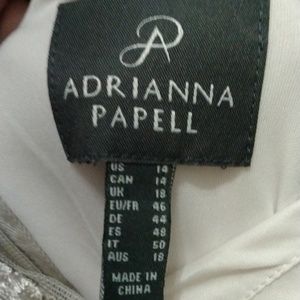 ADRIANNA
PAPELL
US 14
CAN 14
UK 18
EU/FR 46
DE 44
ES 48
IT 50
AUS 18
MADE IN
CHINA